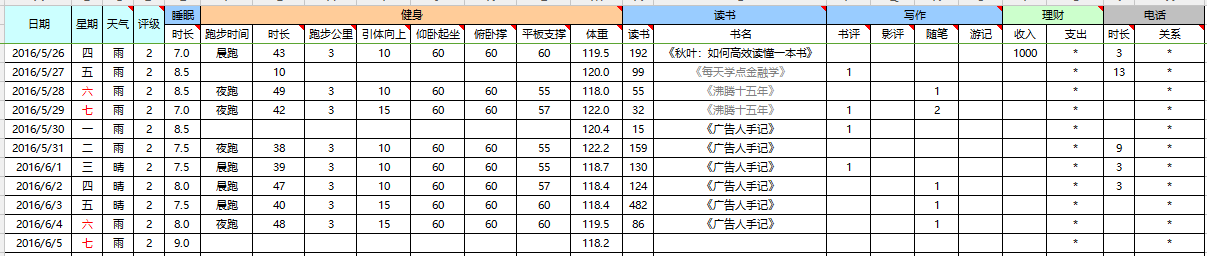 日期 星期 天气 评级 睡眠 健身 读书 写作 理财 电话
时长 跑步时间 时长 跑步公里 引体向上 仰卧起坐 俯卧撑 平板支撑 体重 读书 书名 书评 影评 随笔 游记 收入 支出 时长 关系
2016/5/26 四 雨 2 7.0 晨跑 43 3 10 60 60 60 119.5 192 《秋叶：如何高效读懂一本书》 1000 * 3 *
2016/5/27 五 雨 2 8.5 10 120.0 99 《每天学点金融学》 1 * 13 *
2016/5/28 六 雨 2 8.5 夜跑 49 3 10 60 60 55 118.0 55 《沸腾十五年》 1 * *
2016/5/29 七 雨 2 7.0 夜跑 42 3 15 60 60 57 122.0 32 《沸腾十五年》 1 2 * *
2016/5/30 一 雨 2 8.5 120.4 15 《广告人手记》 1 * *
2016/5/31 二 雨 2 7.5 夜跑 38 3 10 60 60 55 122.2 159 《广告人手记》 * 9 *
2016/6/1 三 晴 2 7.5 晨跑 39 3 10 60 60 55 118.7 130 《广告人手记》 1 * 3 *
2016/6/2 四 晴 2 8.0 晨跑 47 3 10 60 60 57 118.4 124 《广告人手记》 1 * 3 *
2016/6/3 五 晴 2 7.5 晨跑 40 3 15 60 60 60 118.4 482 《广告人手记》 1 * *
2016/6/4 六 雨 2 8.0 夜跑 48 3 15 60 60 60 119.5 86 《广告人手记》 1 * *
2016/6/5 七 雨 2 9.0 118.2 * *